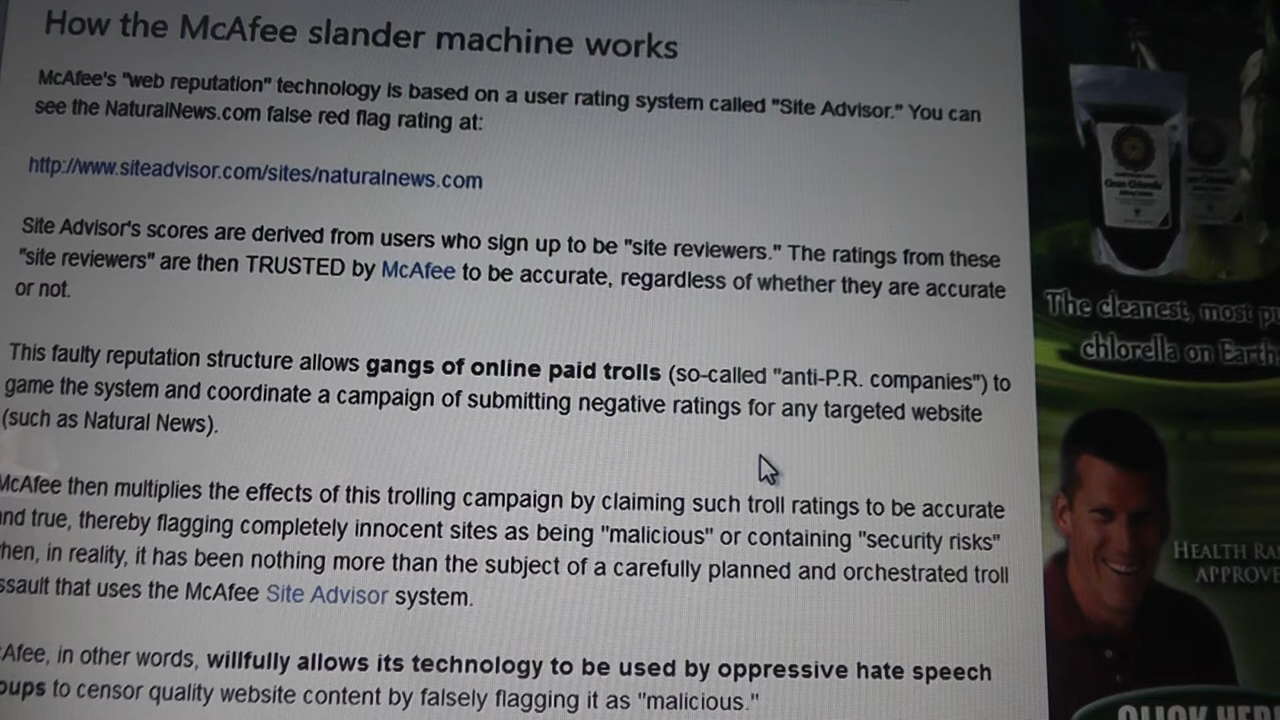 How the McAfee slander machine works
McAfee's "web reputation" technology is based on a user rating system called "Site Advisor." You can
see the NaturalNews.com false red flag rating at:
http://www.siteadvisor.com/sites/naturalnews.com
Site Advisor's scores are derived from users who sign up to be "site reviewers." The ratings from these
"site reviewers" are then TRUSTED by McAfee to be accurate, regardless of whether they are accurate
or not.
This faulty reputation structure allows gangs of online paid trolls (so-called "anti-P.R. companies") to
game the system and coordinate a campaign of submitting negative ratings for any targeted website
(such as Natural News).
McAfee then multiplies the effects of this trolling campaign by claiming such troll ratings to be accurate
nd true, thereby flagging completely innocent sites as being "malicious" or containing "security risks"
hen, in reality, it has been nothing more than the subject of a carefully planned and orchestrated troll
ssault that uses the McAfee Site Advisor system.
cAfee, in other words, willfully allows its technology to be used by oppressive hate speech
oups to censor quality website content by falsely flagging it as "malicious."
Clean Chlorella
The cleanest, most p
chlorella on Earth
HEALTH RA
APPROVE
CLICK HER